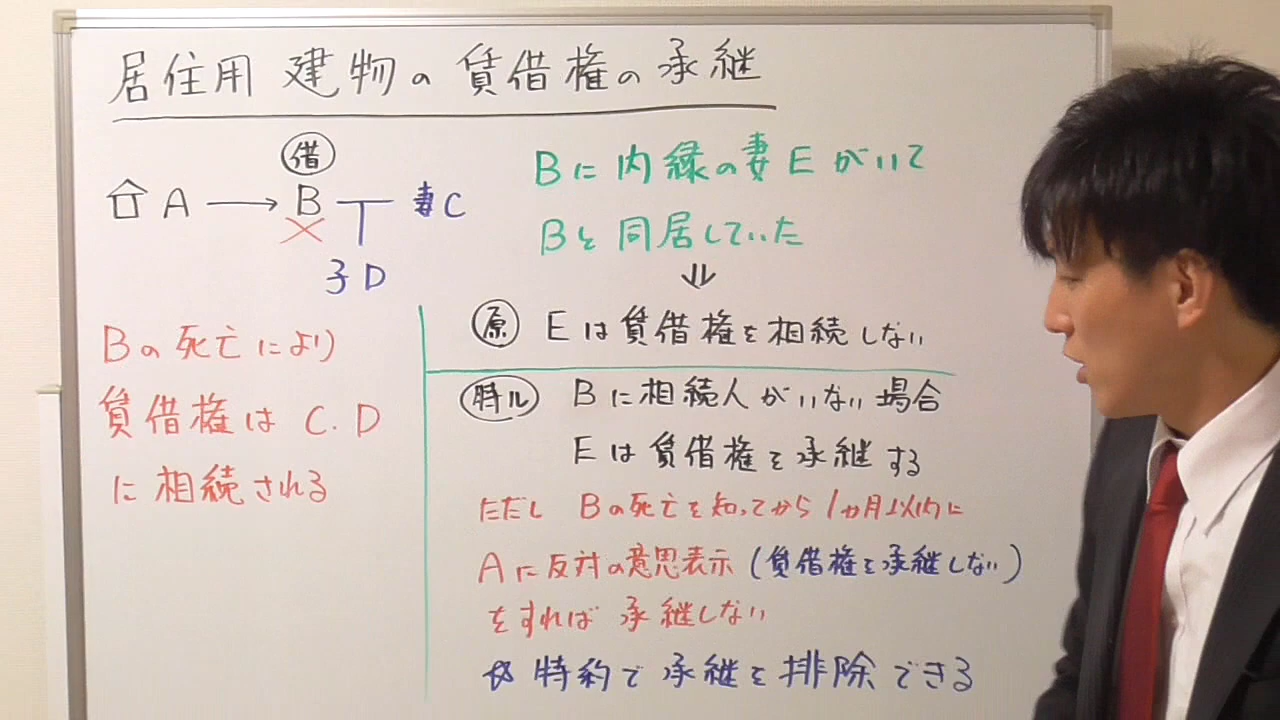 居住用 建物の賃借権の承継
借
A → B 妻C
子D
Bの死亡により
賃借権は C.D
に相続される
Bに内縁の妻Eがいて
Bと同居していた
⇓
原 Eは賃借権を相続しない
特ル Bに相続人がいない場合
Eは賃借権を承継する
ただし Bの死亡を知ってから1ヵ月以内に
Aに反対の意思表示(賃借権を承継しない)
をすれば 承継しない
☆特約で承継を排除できる